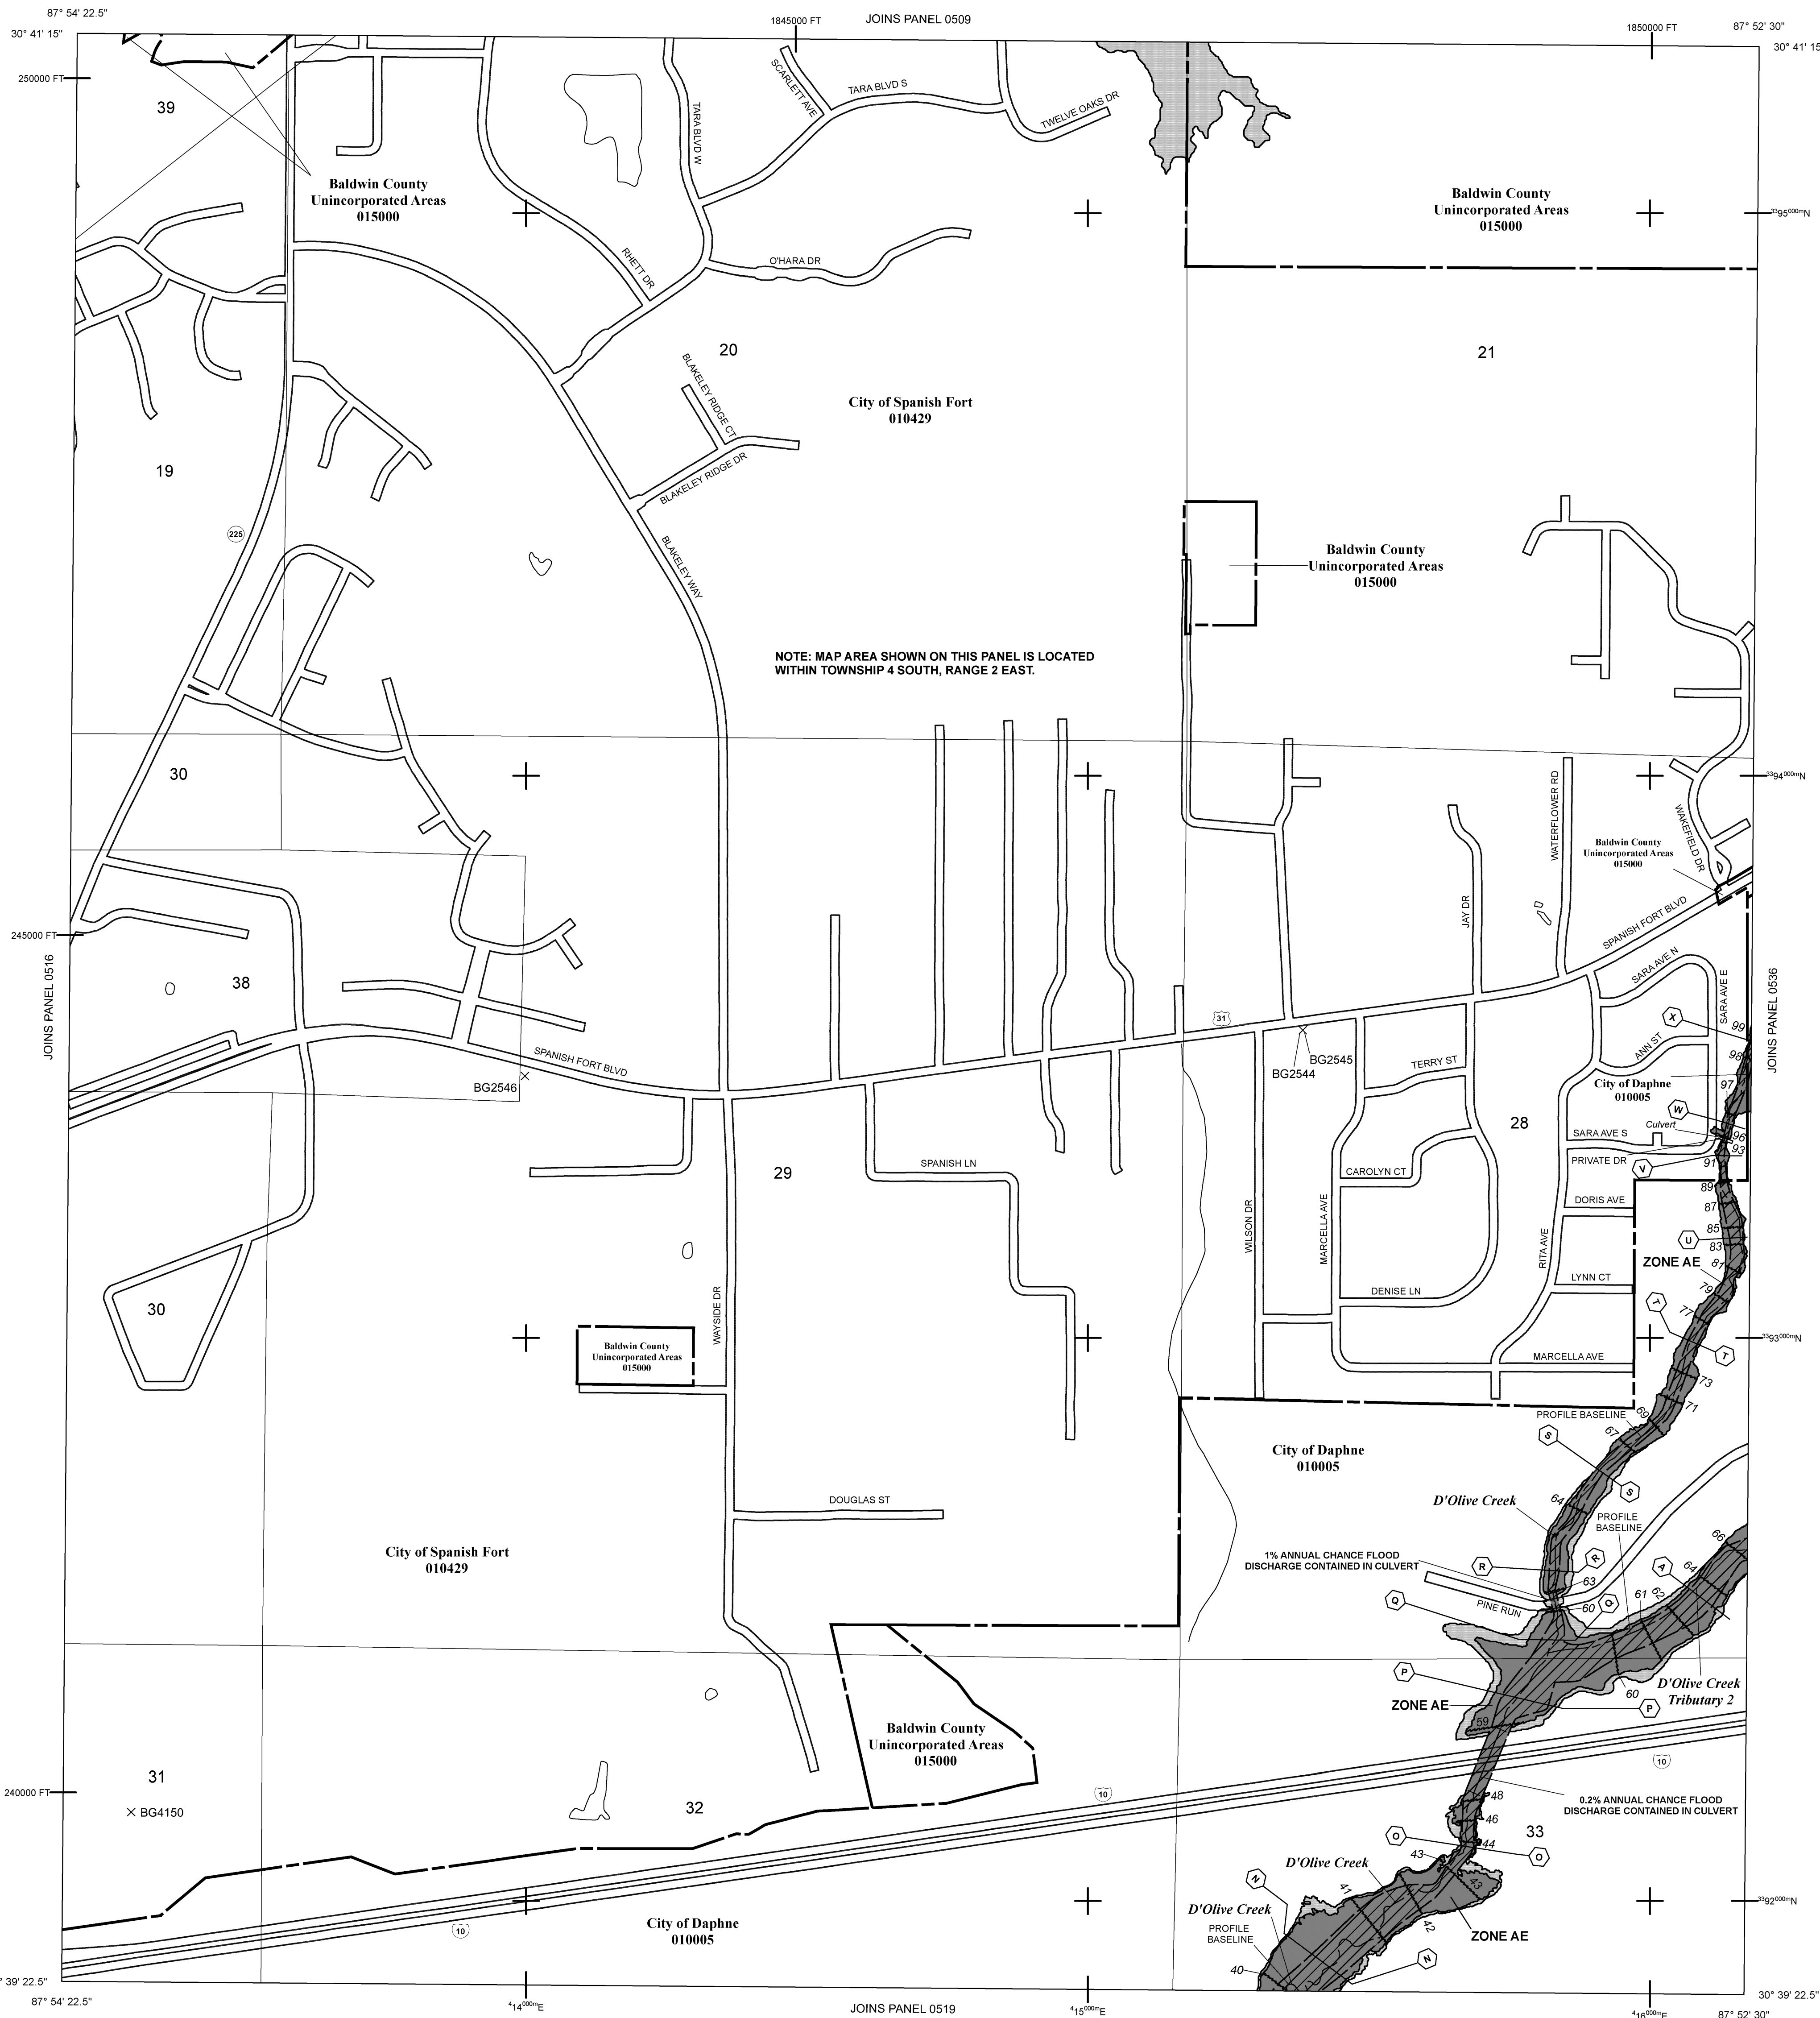 87° 54' 22.5"
JOINS PANEL 0509
1845000 FT
1850000 FT
87° 52' 30"
30° 41' 15"
30° 41' 15
250000 FT
39
SCARLETT AVE
TARA BLVD S
TWELVE OAKS DR
TARA BLVD W
Baldwin County
Unincorporated Areas
015000
Baldwin County
Unincorporated Areas
015000
3395000mN
RHETT DR
O'HARA DR
20
21
BLAKELEY RIDGE CT
City of Spanish Fort
010429
BLAKELEY RIDGE DR
19
225
BLAKELEY WAY
Baldwin County
Unincorporated Areas
015000
NOTE: MAP AREA SHOWN ON THIS PANEL IS LOCATED
WITHIN TOWNSHIP 4 SOUTH, RANGE 2 EAST.
30
3394000mN
WATERFLOWER RD
WAKEFIELD DR
Baldwin County
Unincorporated Areas
015000
JAY DR
SPANISH FORT BLVD
245000 FT
JOINS PANEL 0516
38
SARA AVE N
SARA AVE E
JOINS PANEL 0536
31
X
99
ANN ST
98
SPANISH FORT BLVD
BG2546
BG2545
BG2544
TERRY ST
City of Daphne
010005
97
W
28
Culvert
SARA AVE S
96
93
PRIVATE DR
91
V
29
SPANISH LN
CAROLYN CT
89
DORIS AVE
87
WILSON DR
MARCELLA AVE
RITA AVE
85
U
83
ZONE AE
81
LYNN CT
79
DENISE LN
T
77
30
WAYSIDE DR
Baldwin County
Unincorporated Areas
015000
3393000mN
MARCELLA AVE
T
73
71
PROFILE BASELINE
69
S
67
City of Daphne
010005
DOUGLAS ST
S
D'Olive Creek
64
PROFILE
BASELINE
66
City of Spanish Fort
010429
1% ANNUAL CHANCE FLOOD
DISCHARGE CONTAINED IN CULVERT
R
R
A
64
63
61
62
Q
PINE RUN
60
Q
P
D'Olive Creek
Tributary 2
60
ZONE AE
P
59
Baldwin County
Unincorporated Areas
015000
10
31
240000 FT
BG4150
32
10
48
0.2% ANNUAL CHANCE FLOOD
DISCHARGE CONTAINED IN CULVERT
46
33
O
44
O
43
D'Olive Creek
N
43
41
D'Olive Creek
3392000mN
City of Daphne
010005
10
PROFILE
BASELINE
42
ZONE AE
N
40
° 39' 22.5"
87° 54' 22.5"
414000mE
JOINS PANEL 0519
415000mE
416000mE
30° 39' 22.5"
87° 52' 30"